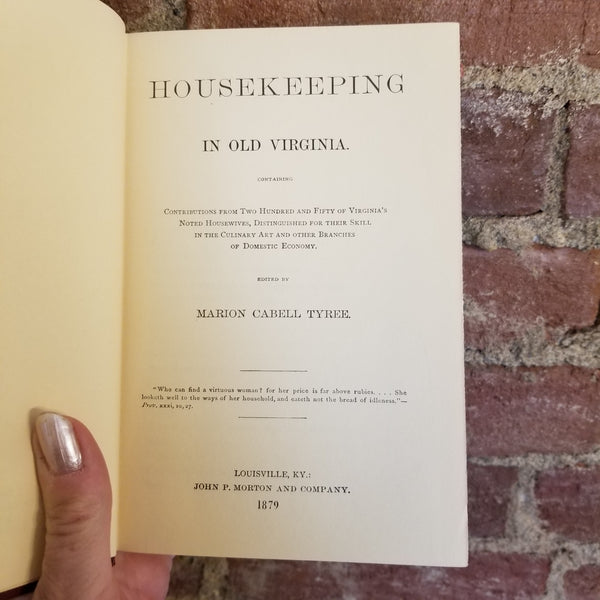 HOUSEKEEPING
IN OLD VIRGINIA.
CONTAINING
CONTRIBUTIONS FROM TWO HUNDRED AND FIFTY OF VIRGINIA'S
NOTED HOUSEWIVES, DISTINGUISHED FOR THEIR SKILL
IN THE CULINARY ART AND OTHER BRANCHES
OF DOMESTIC ECONOMY.
EDITED BY
MARION CABELL TYREE.
"Who can find a virtuous woman? for her price is far above rubies. . . . She
looketh well to the ways of her household, and eateth not the bread of idleness."—
Prov. xxxi, 10, 27.
LOUISVILLE, KY.:
JOHN P. MORTON AND COMPANY.
1879